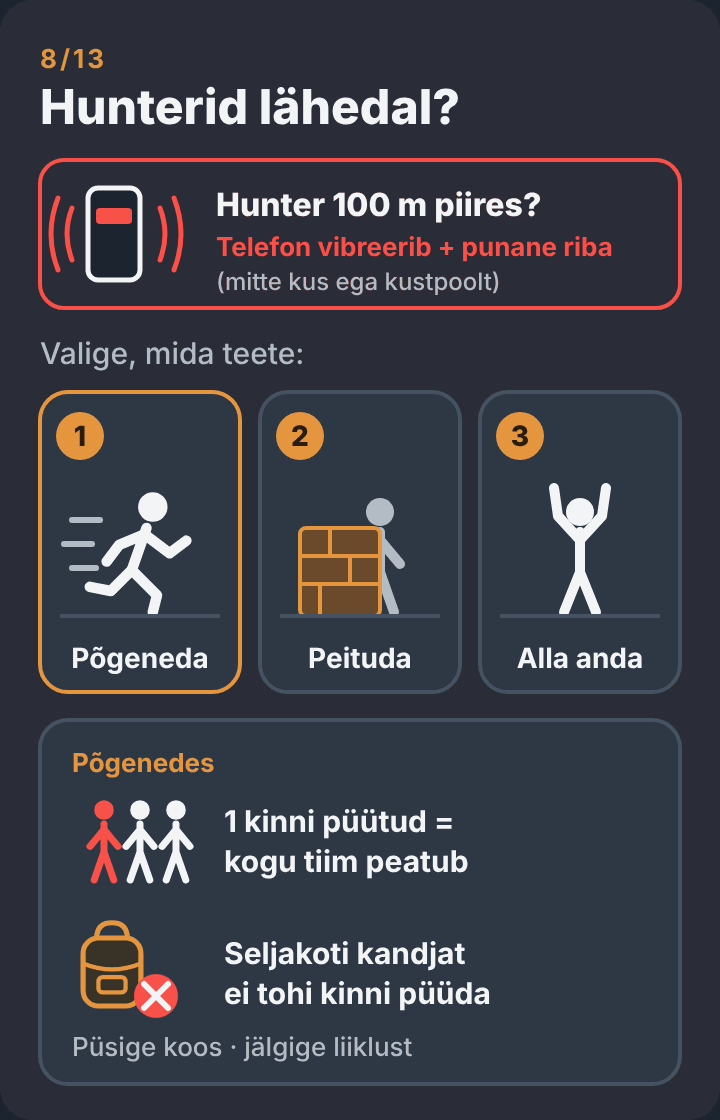 8/13
Hunterid lähedal?
Hunter 100 m piires?
Telefon vibreerib + punane riba
(mitte kus ega kustpoolt)
Valige, mida teete:
1
2
3
Põgeneda
Peituda
Alla anda
Põgenedes
1 kinni püütud =
kogu tiim peatub
Seljakoti kandjat
ei tohi kinni püüda
Püsige koos · jälgige liiklust